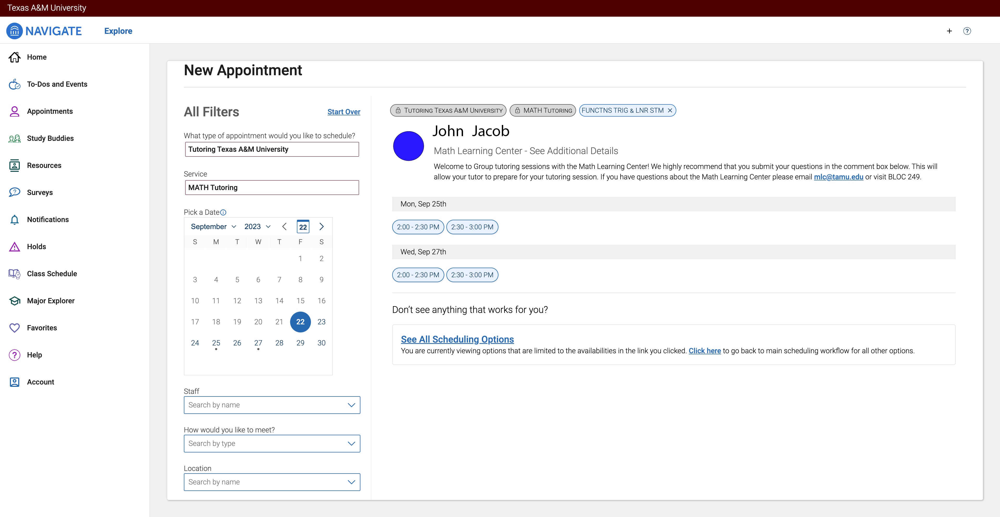 Texas A&M University
NAVIGATE
Explore
+
?
Home
To-Dos and Events
Appointments
Study Buddies
Resources
Surveys
Notifications
Holds
Class Schedule
Major Explorer
Favorites
Help
Account
New Appointment
All Filters
Start Over
What type of appointment would you like to schedule?
Tutoring Texas A&M University
Service
MATH Tutoring
Pick a Date
September 2023 22
S M T W T F S
1 2
3 4 5 6 7 8 9
10 11 12 13 14 15 16
17 18 19 20 21 22 23
24 25 26 27 28 29 30
Staff
Search by name
How would you like to meet?
Search by type
Location
Search by name
TUTORING TEXAS A&M UNIVERSITY MATH TUTORING FUNCTNS TRIG & LNR STM ×
John Jacob
Math Learning Center - See Additional Details
Welcome to Group tutoring sessions with the Math Learning Center! We highly recommend that you submit your questions in the comment box below. This will
allow your tutor to prepare for your tutoring session. If you have questions about the Math Learning Center please email mlc@tamu.edu or visit BLOC 249.
Mon, Sep 25th
2:00 - 2:30 PM 2:30 - 3:00 PM
Wed, Sep 27th
2:00 - 2:30 PM 2:30 - 3:00 PM
Don’t see anything that works for you?
See All Scheduling Options
You are currently viewing options that are limited to the availabilities in the link you clicked. Click here to go back to main scheduling workflow for all other options.